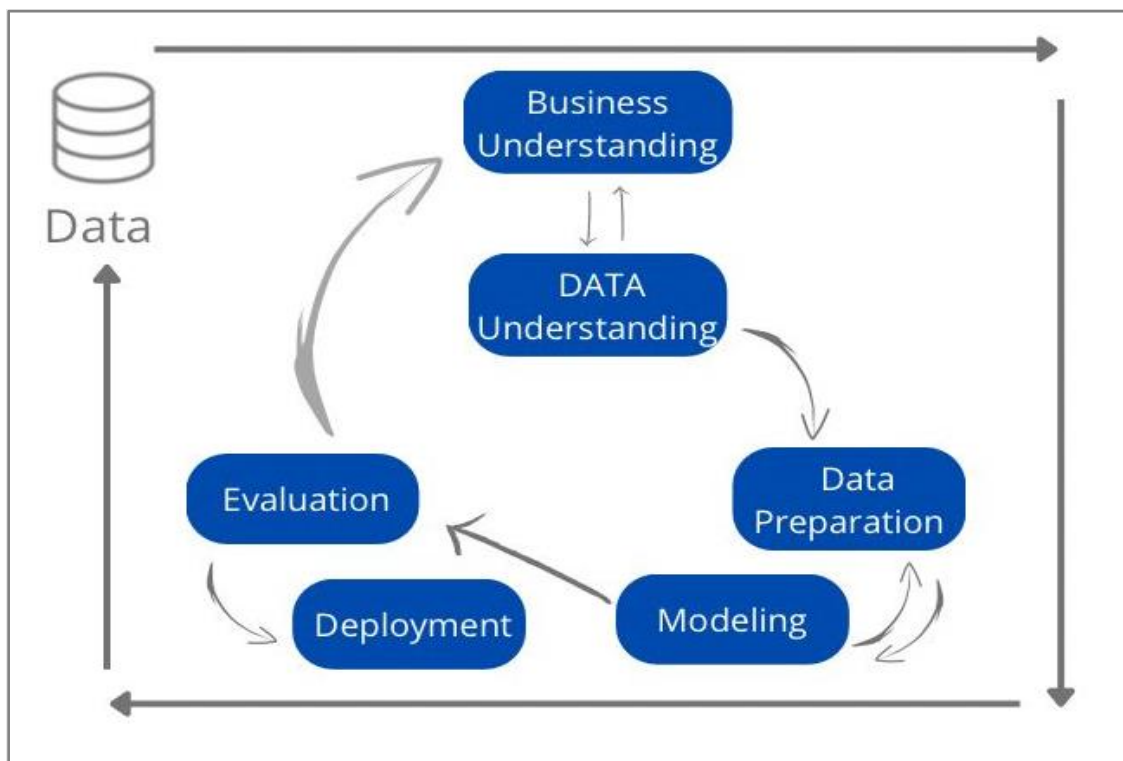 Data
Business
Understanding
DATA
Understanding
Data
Preparation
Modeling
Evaluation
Deployment